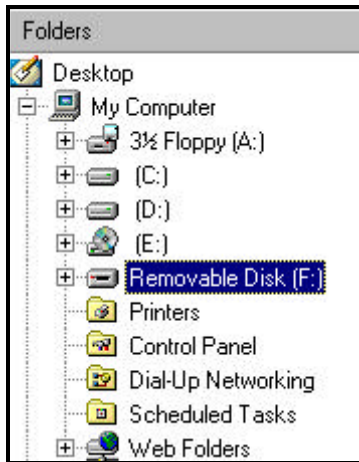 Folders
Desktop
My Computer
3½ Floppy (A:)
(C:)
(D:)
(E:)
Removable Disk (F:)
Printers
Control Panel
Dial-Up Networking
Scheduled Tasks
Web Folders